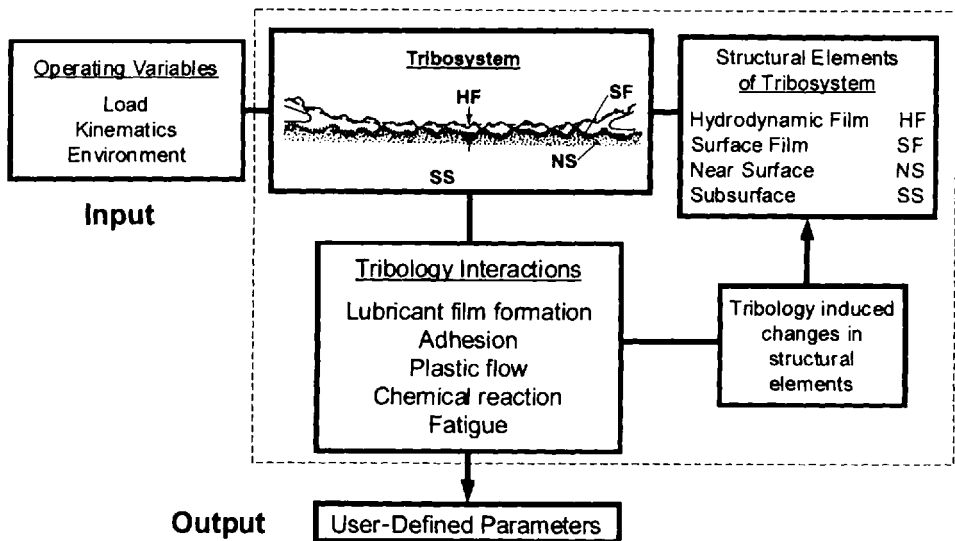 Operating Variables
Load
Kinematics
Environment
Input
Tribosystem
HF
SF
NS
SS
Structural Elements
of Tribosystem
Hydrodynamic Film HF
Surface Film SF
Near Surface NS
Subsurface SS
Tribology Interactions
Lubricant film formation
Adhesion
Plastic flow
Chemical reaction
Fatigue
Tribology induced
changes in
structural
elements
Output
User-Defined Parameters